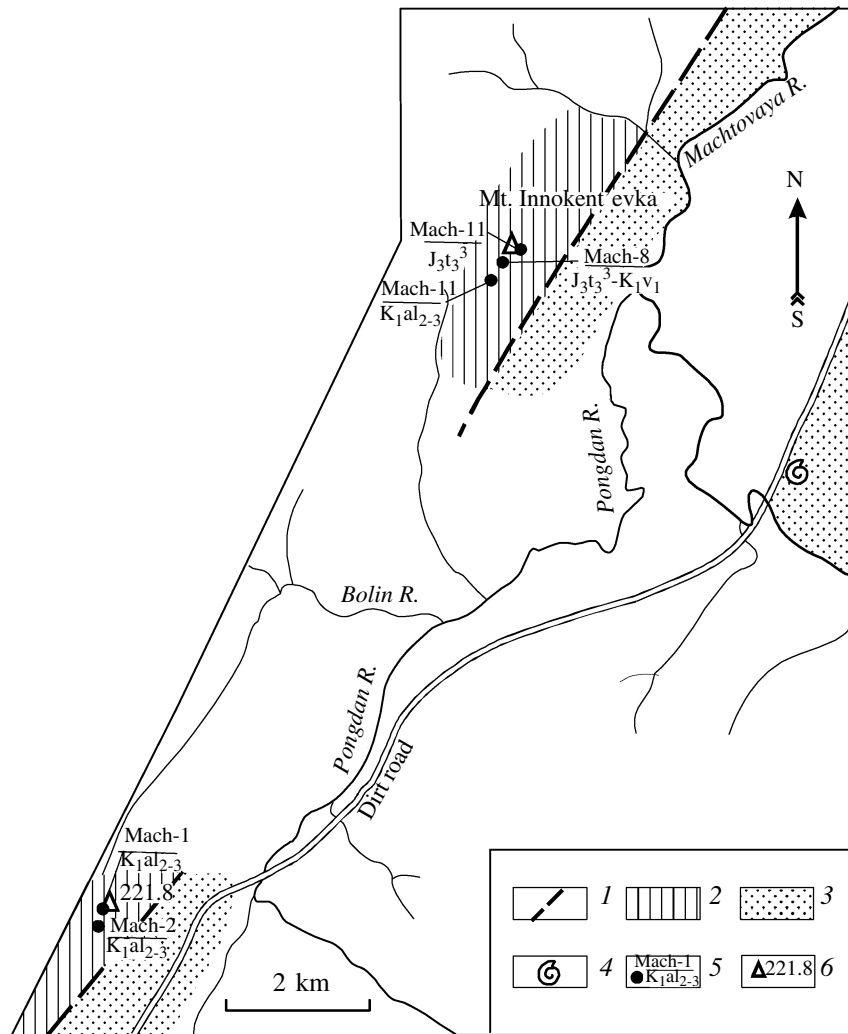 Machtovaya R.
N
S
Mt. Innokent evka
Mach-11
J₃t₃³
Mach-8
J₃t₃³-K₁v₁
Mach-11
K₁al₂₋₃
Pongdan R.
Bolin R.
Pongdan R.
Dirt road
Mach-1
K₁al₂₋₃
221.8
Mach-2
K₁al₂₋₃
2 km
1
2
3
4
Mach-1
K₁al₂₋₃
5
221.8
6